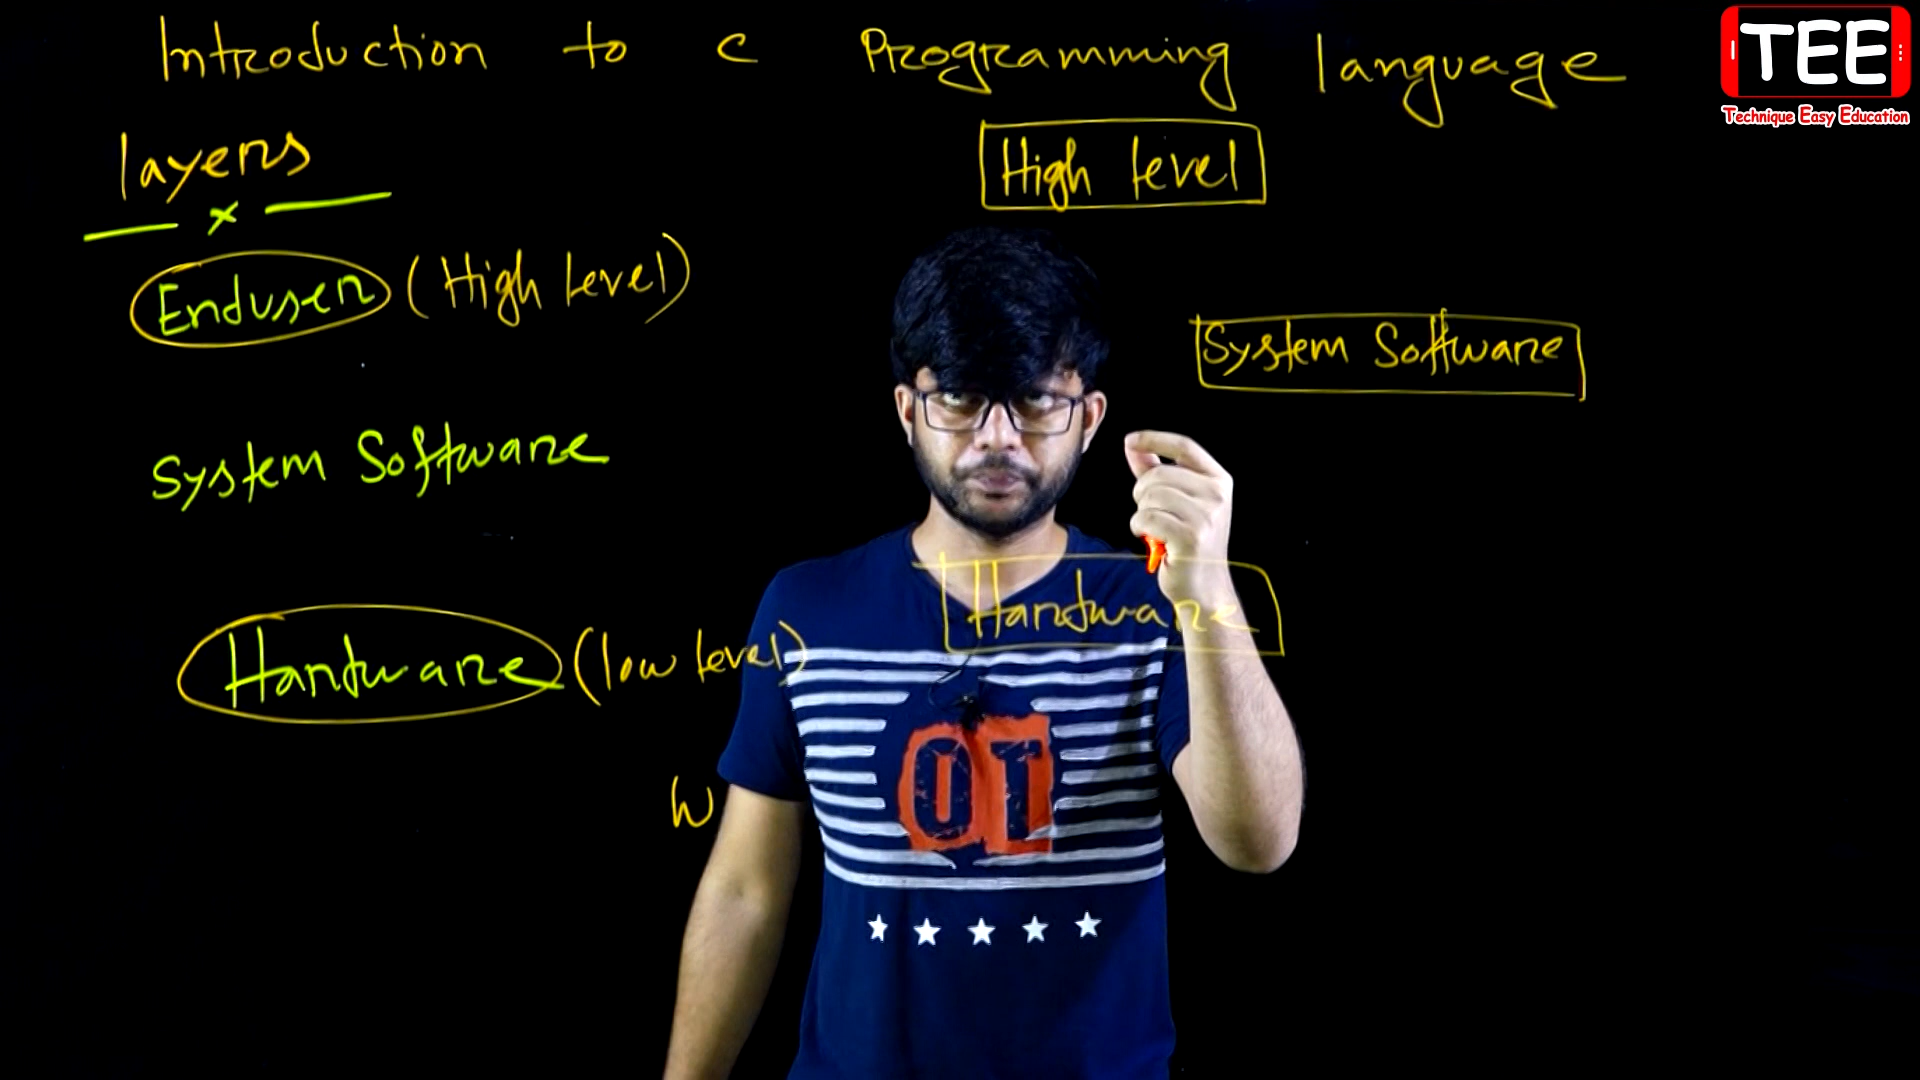 Introduction to C Programming language
TEE
Technique Easy Education
layers
x
High Level
Enduser (High Level)
System Software
System Software
Hardware
Hardware (low level)
W
OT